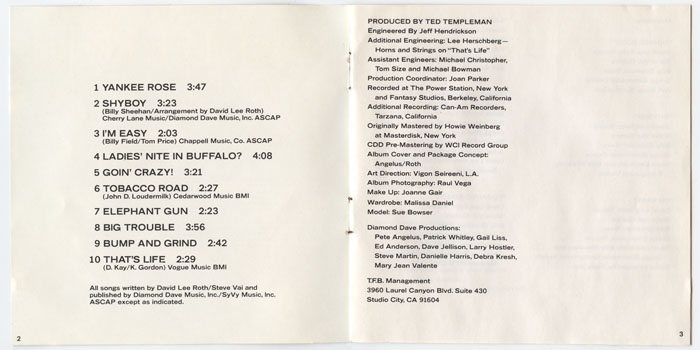 1 YANKEE ROSE 3:47
2 SHYBOY 3:23
(Billy Sheehan/Arrangement by David Lee Roth)
Cherry Lane Music/Diamond Dave Music, Inc. ASCAP
3 I'M EASY 2:03
(Billy Field/Tom Price) Chappell Music, Co. ASCAP
4 LADIES' NITE IN BUFFALO? 4:08
5 GOIN' CRAZY! 3:21
6 TOBACCO ROAD 2:27
(John D. Loudermilk) Cedarwood Music BMI
7 ELEPHANT GUN 2:23
8 BIG TROUBLE 3:56
9 BUMP AND GRIND 2:42
10 THAT'S LIFE 2:29
(D. Kay/K. Gordon) Vogue Music BMI
All songs written by David Lee Roth/Steve Vai and
published by Diamond Dave Music, Inc./SyVy Music, Inc.
ASCAP except as indicated.
2
PRODUCED BY TED TEMPLEMAN
Engineered By Jeff Hendrickson
Additional Engineering: Lee Herschberg—
Horns and Strings on "That's Life"
Assistant Engineers: Michael Christopher,
Tom Size and Michael Bowman
Production Coordinator: Joan Parker
Recorded at The Power Station, New York
and Fantasy Studios, Berkeley, California
Additional Recording: Can-Am Recorders,
Tarzana, California
Originally Mastered by Howie Weinberg
at Masterdisk, New York
CDD Pre-Mastering by WCI Record Group
Album Cover and Package Concept:
Angelus/Roth
Art Direction: Vigon Seireeni, L.A.
Album Photography: Raul Vega
Make Up: Joanne Gair
Wardrobe: Malissa Daniel
Model: Sue Bowser
Diamond Dave Productions:
Pete Angelus, Patrick Whitley, Gail Liss,
Ed Anderson, Dave Jellison, Larry Hostler,
Steve Martin, Danielle Harris, Debra Kresh,
Mary Jean Valente
T.F.B. Management
3960 Laurel Canyon Blvd. Suite 430
Studio City, CA 91604
3